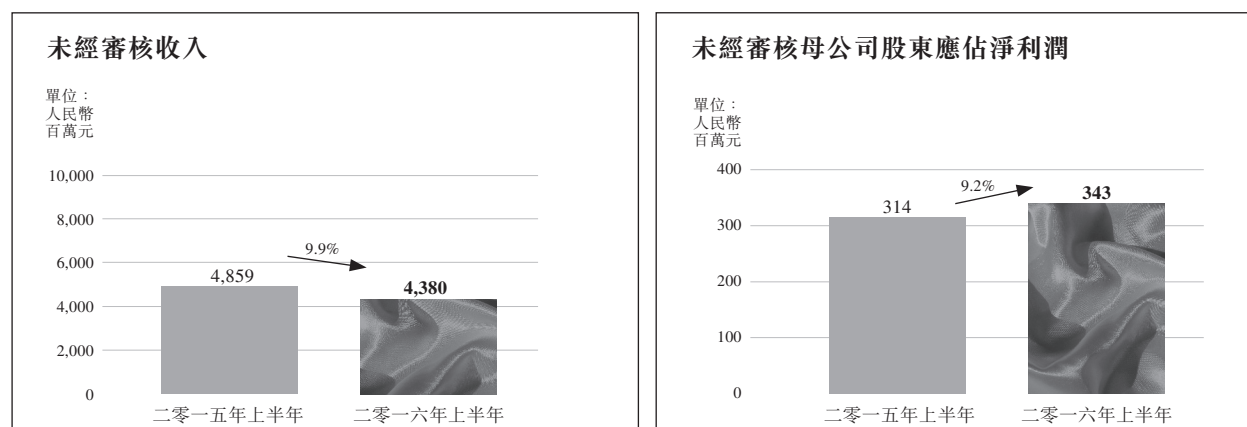 未經審核收入
單位：
人民幣
百萬元
10,000
8,000
6,000
4,000
2,000
0
9.9%
4,859
4,380
二零一五年上半年
二零一六年上半年
未經審核母公司股東應佔淨利潤
單位：
人民幣
百萬元
400
300
200
100
0
9.2%
314
343
二零一五年上半年
二零一六年上半年